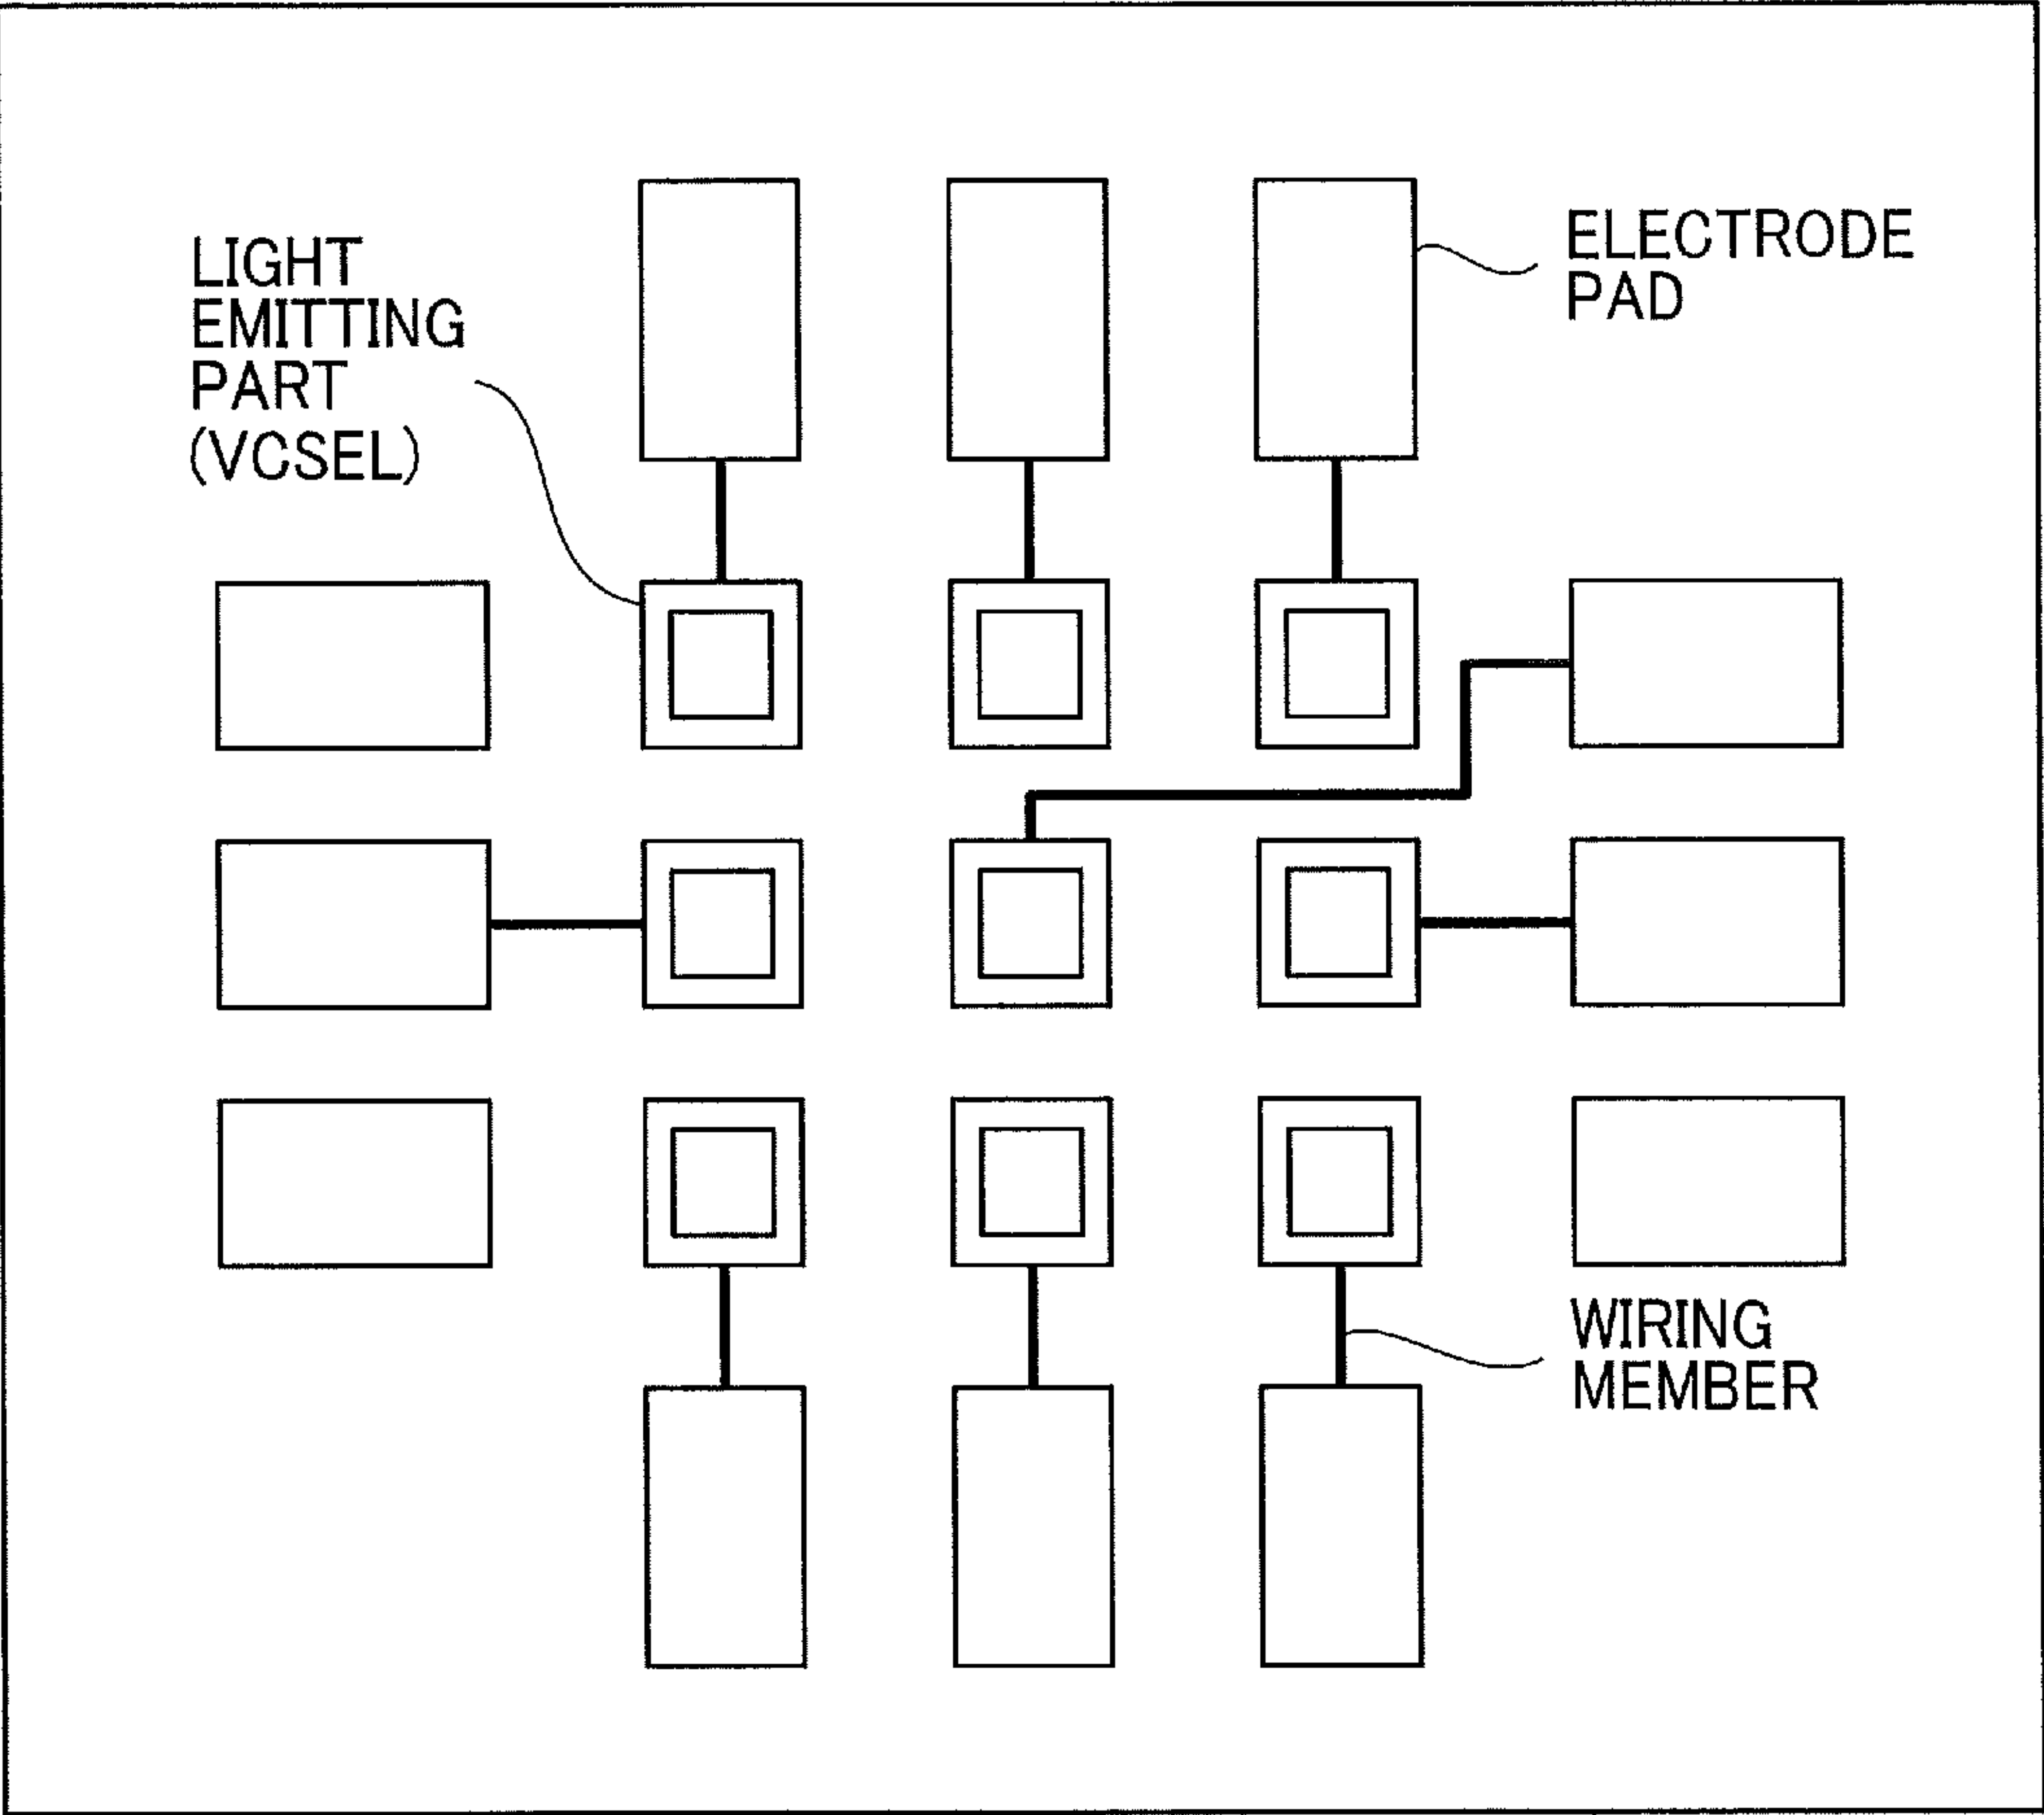 LIGHT
EMITTING
PART
(VCSEL)
ELECTRODE
PAD
WIRING
MEMBER